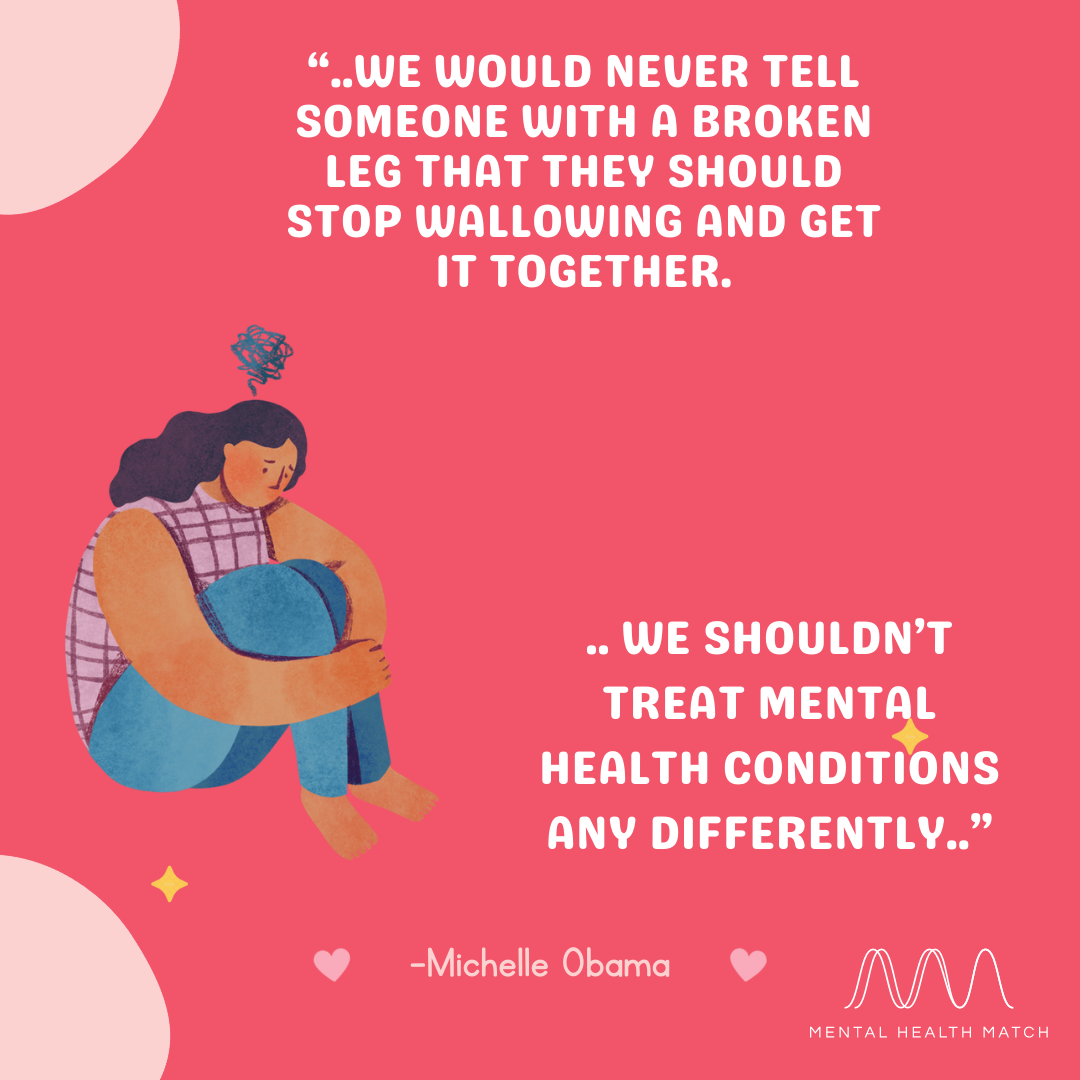 “..WE WOULD NEVER TELL
SOMEONE WITH A BROKEN
LEG THAT THEY SHOULD
STOP WALLOWING AND GET
IT TOGETHER.
.. WE SHOULDN’T
TREAT MENTAL
HEALTH CONDITIONS
ANY DIFFERENTLY..”
-Michelle Obama
MENTAL HEALTH MATCH